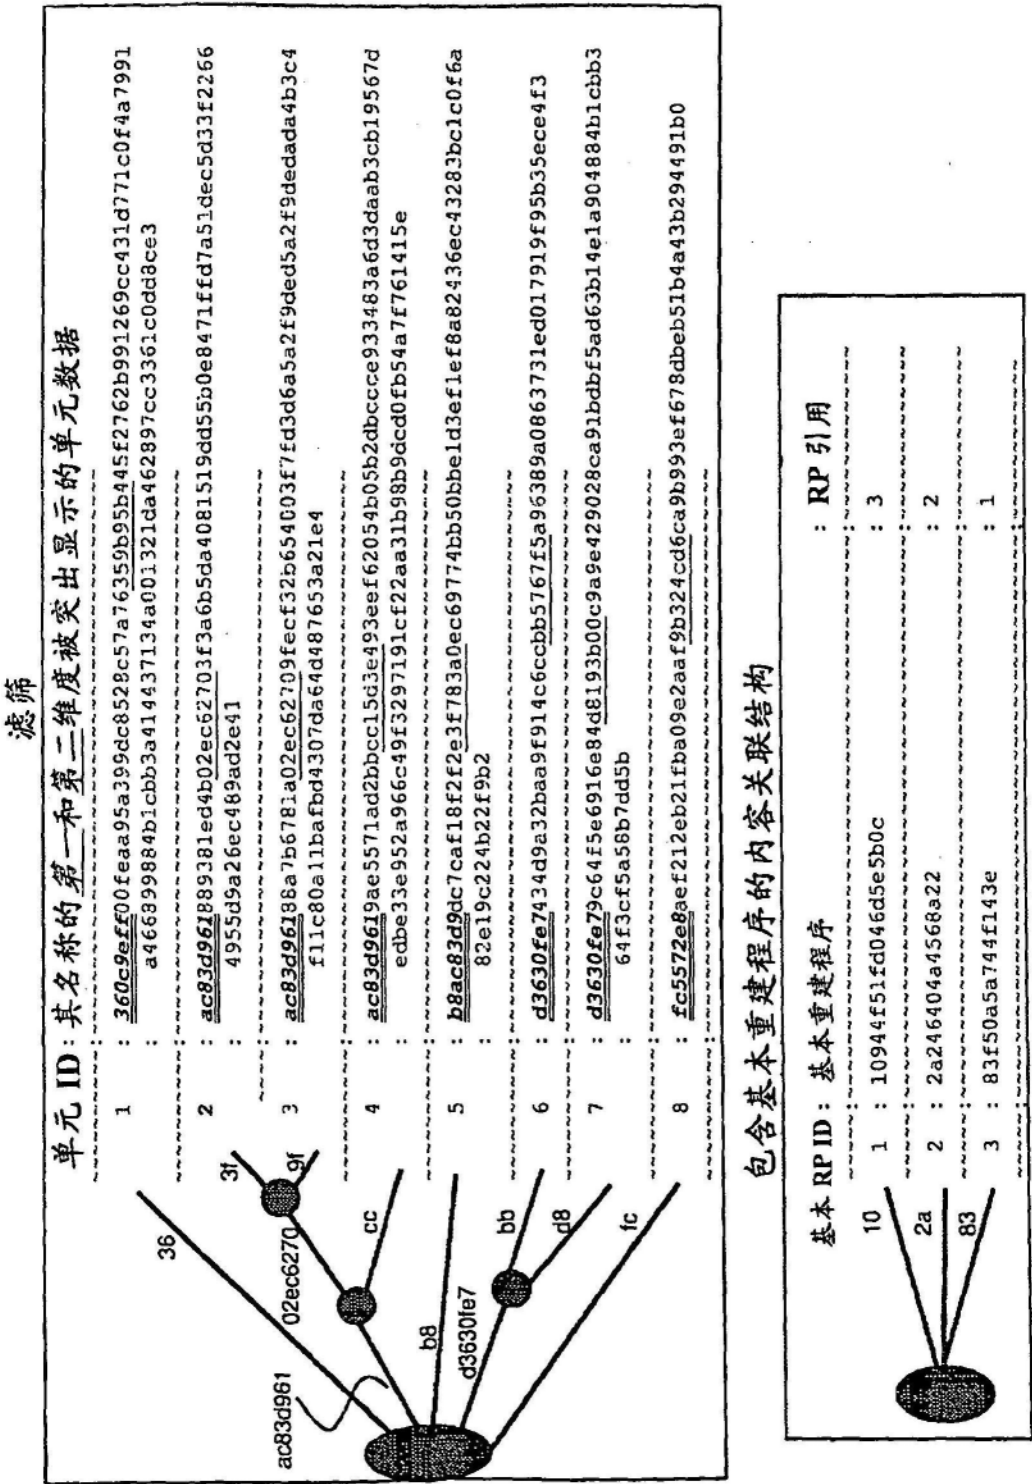 滤筛
单元 ID : 其名称的第一和第二维度被突出显示的单元数据
1 : 360c9eff00feaa95a399dc8528c57a76359b95b445f2762b991269cc431d771c0f4a7991
: a46689988 4b1cbb3a414437134a001321da462897cc3361c0dd8ce3
2 : ac83d961889381ed4b02ec62703f3a6b5da4081519dd55b0e8471ffd7a51dec5d33f2266
: 4955d9a26ec489ad2e41
3 : ac83d96188a7b6781a02ec62709fecf32b654003f7fd3d6a5a2f9ded5a2f9dedada4b3c4
: f11c80a11bafbd4307da64d487653a21e4
4 : ac83d9619ae5571ad2bbcc15d3e493eef62054b05b2dbccce933483a6d3daab3cb19567d
: edbe33e952a966c49f3297191cf22aa31b98b9dcd0fb54a7f761415e
5 : b8ac83d9dc7caf18f2f2e3f783a0ec69774bb50bbe1d3ef1ef8a82436ec43283bc1c0f6a
: 82e19c224b22f9b2
6 : d3630fe7434d9a32baa9f914c6ccbb5767f5a96389a0863731ed017919f95b35ece4f3
7 : d3630fe79c64f5e6916e84d8193b00c9a9e429028ca91bdbf5ad63b14e1a904884b1cbb3
: 64f3cf5a58b7dd5b
8 : fc5572e8aef212eb21fba09e2aaf9b324cd6ca9b993ef678dbeb51b4a43b294491b0
36
3f
02ec6270
9f
ac83d961
cc
b8
d3630fe7
bb
d8
fc
包含基本重建程序的内容关联结构
基本 RP ID : 基本重建程序 : RP 引用
10
1 : 10944f51fd046d5e5b0c : 3
2a
2 : 2a246404a4568a22 : 2
83
3 : 83f50a5a744f143e : 1